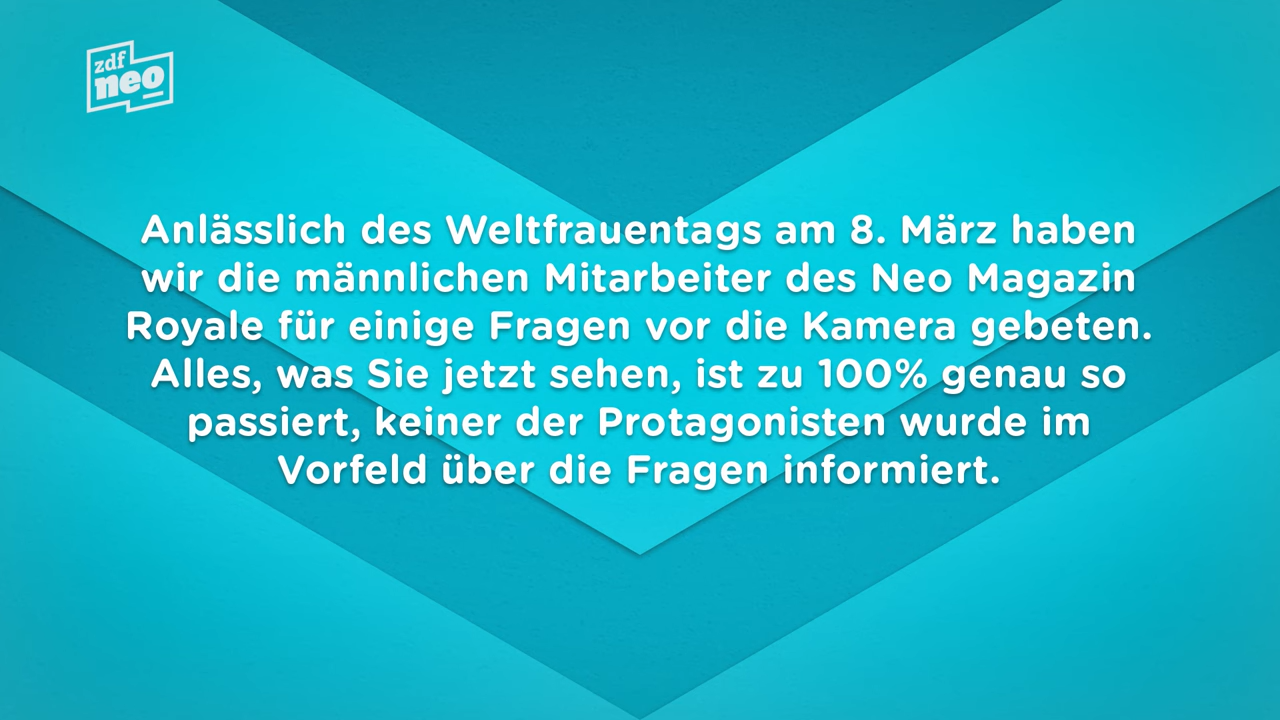 zdf
neo
Anlässlich des Weltfrauentags am 8. März haben
wir die männlichen Mitarbeiter des Neo Magazin
Royale für einige Fragen vor die Kamera gebeten.
Alles, was Sie jetzt sehen, ist zu 100% genau so
passiert, keiner der Protagonisten wurde im
Vorfeld über die Fragen informiert.